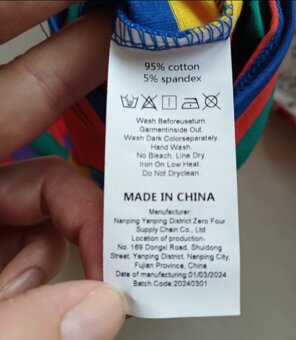 95% cotton
5% spandex
Wash Beforeusetum
Garmentinside Out.
Wash Dark Colorseparately.
Hand Wash.
No Bleach. Line Dry
Iron On Low Heat.
Do Not Dryclean.
MADE IN CHINA
Manufacturer:
Nanping Yanping District Zero Four
Supply Chain Co., Ltd
Location of production:
No. 169 Dongxi Road, Shuidong
Street, Yanping District, Nanping City,
Fujian Province, China
Date of manufacturing:01/03/2024
Batch Code:20240301